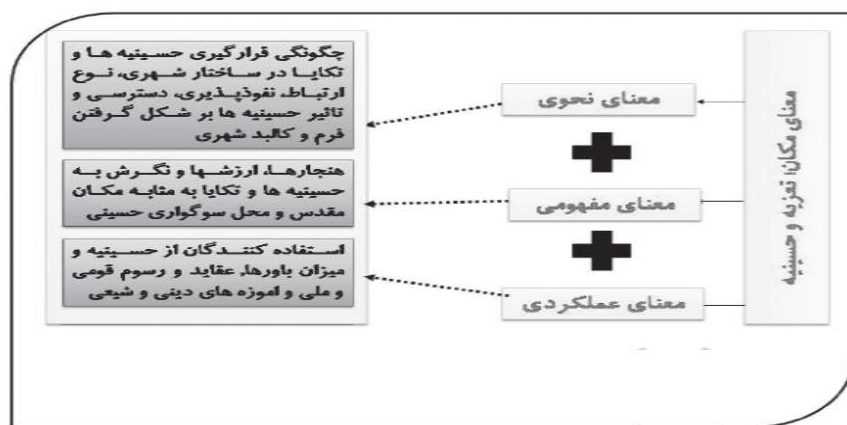 معنای مکان؛ تعزیه و حسینیه
معنای نحوی
معنای مفهومی
معنای عملکردی
چگونگی قرارگیری حسینیه ها و
تکایا در ساختار شهری، نوع
ارتباط، نفوذپذیری، دسترسی و
تاثیر حسینیه ها بر شکل گرفتن
فرم و کالبد شهری
هنجارها، ارزشها و نگرش به
حسینیه ها و تکایا به مثابه مکان
مقدس و محل سوگواری حسینی
استفاده کنندگان از حسینیه و
میزان باورها، عقاید و رسوم قومی
و ملی و اموزه های دینی و شیعی